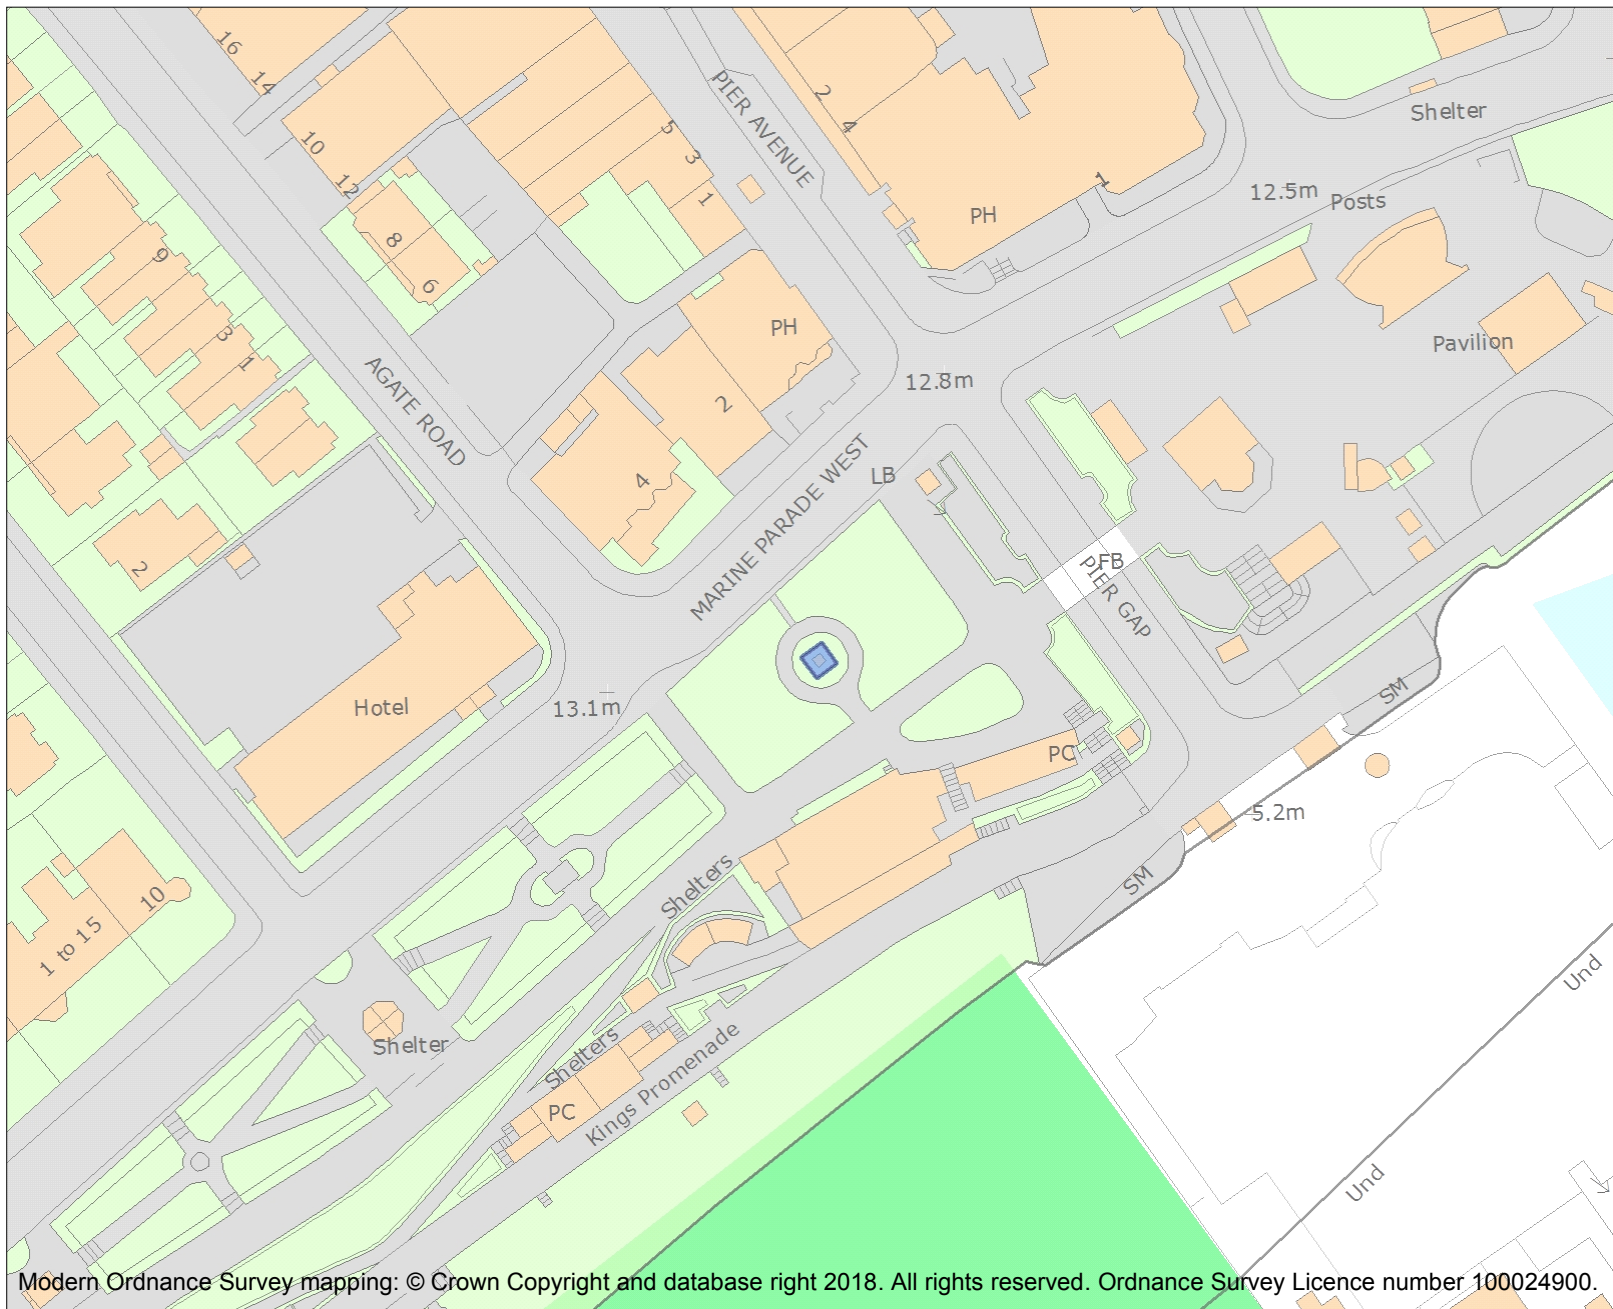 16
14
10
12
PIER AVENUE
2
4
5
3
1
PH
1
Shelter
12.5m
Posts
9
8
6
3
1
PH
Pavilion
AGATE ROAD
12.8m
2
4
LB
MARINE PARADE WEST
2
FB
PIER GAP
Hotel
13.1m
SM
PC
5.2m
SM
Shelters
10
1 to 15
Und
Shelter
Shelters
Kings Promenade
PC
Und
Modern Ordnance Survey mapping: © Crown Copyright and database right 2018. All rights reserved. Ordnance Survey Licence number 100024900.